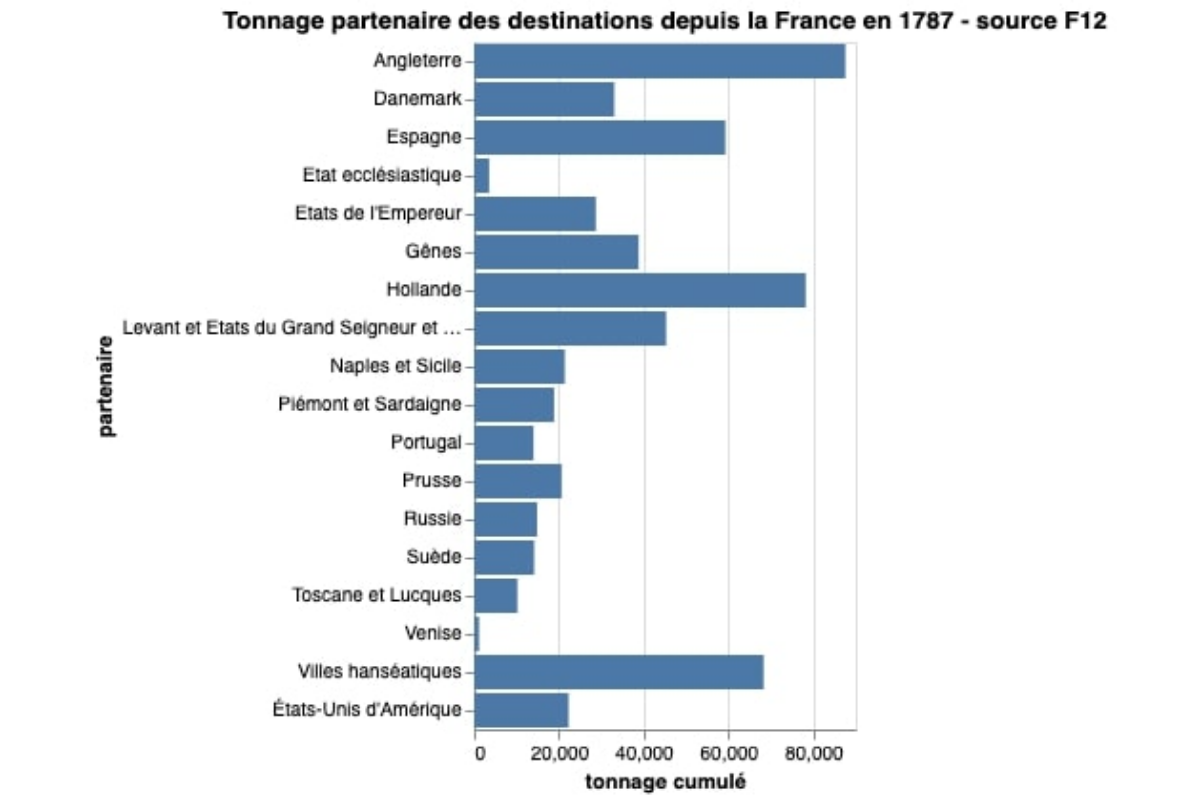 Tonnage partenaire des destinations depuis la France en 1787 - source F12
Angleterre
Danemark
Espagne
Etat ecclésiastique
Etats de l'Empereur
Gênes
Hollande
Levant et Etats du Grand Seigneur et …
Naples et Sicile
Piémont et Sardaigne
Portugal
Prusse
Russie
Suède
Toscane et Lucques
Venise
Villes hanséatiques
États-Unis d'Amérique
partenaire
0 20,000 40,000 60,000 80,000
tonnage cumulé